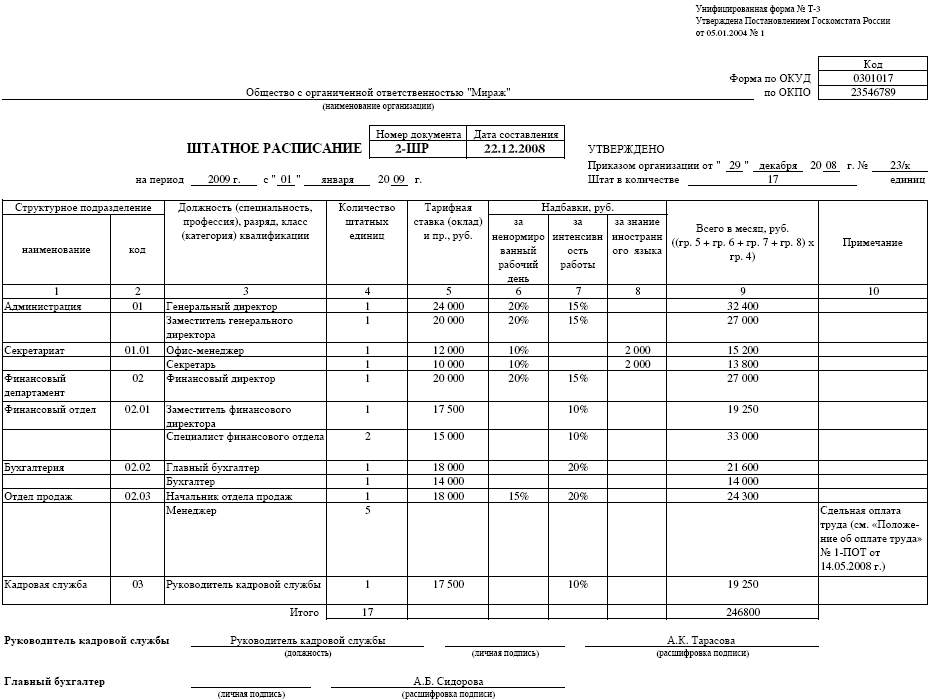 Унифицированная форма № Т-3
Утверждена Постановлением Госкомстата России
от 05.01.2004 № 1
Код
Форма по ОКУД 0301017
Общество с органиченной ответственностью "Мираж" по ОКПО 23546789
(наименование организации)
Номер документа Дата составления
ШТАТНОЕ РАСПИСАНИЕ 2-ШР 22.12.2008
УТВЕРЖДЕНО
Приказом организации от " 29 " декабря 20 08 г. № 23/к
на период 2009 г. с " 01 " января 20 09 г.
Штат в количестве 17 единиц
Структурное подразделение
наименование
код
Должность (специальность,
профессия), разряд, класс
(категория) квалификации
Количество
штатных
единиц
Тарифная
ставка (оклад)
и пр., руб.
Надбавки, руб.
за
ненормиро
ванный
рабочий
день
за
интенсивн
ость
работы
за знание
иностранн
ого языка
Всего в месяц, руб.
((гр. 5 + гр. 6 + гр. 7 + гр. 8) х
гр. 4)
Примечание
1 2 3 4 5 6 7 8 9 10
Администрация 01 Генеральный директор 1 24 000 20% 15% 32 400
Заместитель генерального 1 20 000 20% 15% 27 000
директора
Секретариат 01.01 Офис-менеджер 1 12 000 10% 2 000 15 200
Секретарь 1 10 000 10% 2 000 13 800
Финансовый 02 Финансовый директор 1 20 000 20% 15% 27 000
департамент
Финансовый отдел 02.01 Заместитель финансового 1 17 500 10% 19 250
директора
Специалист финансового отдела 2 15 000 10% 33 000
Бухгалтерия 02.02 Главный бухгалтер 1 18 000 20% 21 600
Бухгалтер 1 14 000 14 000
Отдел продаж 02.03 Начальник отдела продаж 1 18 000 15% 20% 24 300
Менеджер 5 Сдельная оплата
труда (см. «Положе-
ние об оплате труда»
№ 1-ПОТ от
14.05.2008 г.)
Кадровая служба 03 Руководитель кадровой службы 1 17 500 10% 19 250
Итого 17 246800
Руководитель кадровой службы Руководитель кадровой службы А.К. Тарасова
(должность) (личная подпись) (расшифровка подписи)
Главный бухгалтер А.Б. Сидорова
(личная подпись) (расшифровка подписи)